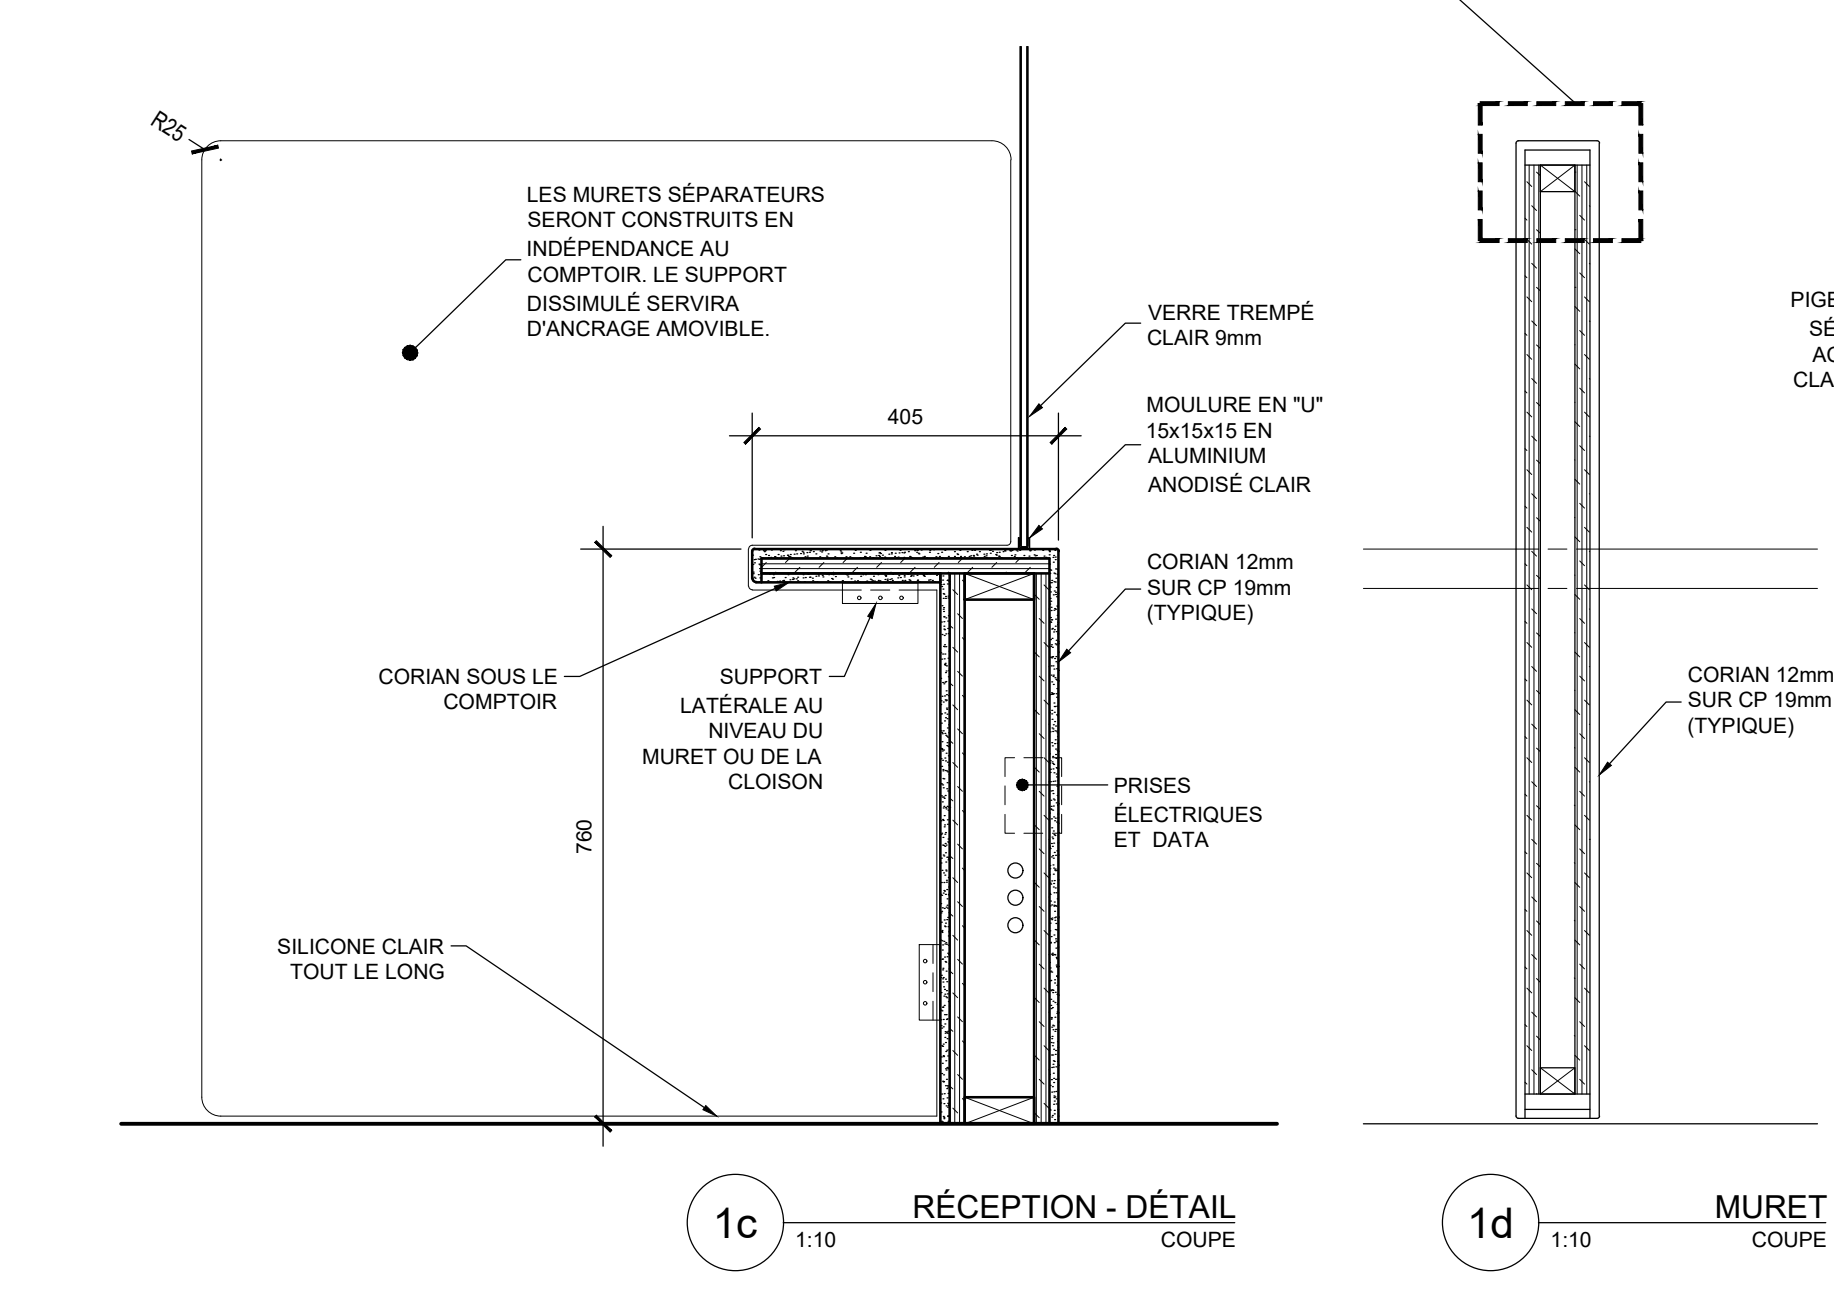 R25
LES MURETS SÉPARATEURS
SERONT CONSTRUITS EN
INDÉPENDANCE AU
COMPTOIR. LE SUPPORT
DISSIMULÉ SERVIRA
D'ANCRAGE AMOVIBLE.
VERRE TREMPÉ
CLAIR 9mm
405
MOULURE EN "U"
15x15x15 EN
ALUMINIUM
ANODISÉ CLAIR
CORIAN 12mm
SUR CP 19mm
(TYPIQUE)
CORIAN SOUS LE
COMPTOIR
SUPPORT
LATÉRALE AU
NIVEAU DU
MURET OU DE LA
CLOISON
760
PRISES
ÉLECTRIQUES
ET DATA
SILICONE CLAIR
TOUT LE LONG
1c
RÉCEPTION - DÉTAIL
1:10
COUPE
CORIAN 12mm
SUR CP 19mm
(TYPIQUE)
1d
MURET
1:10
COUPE